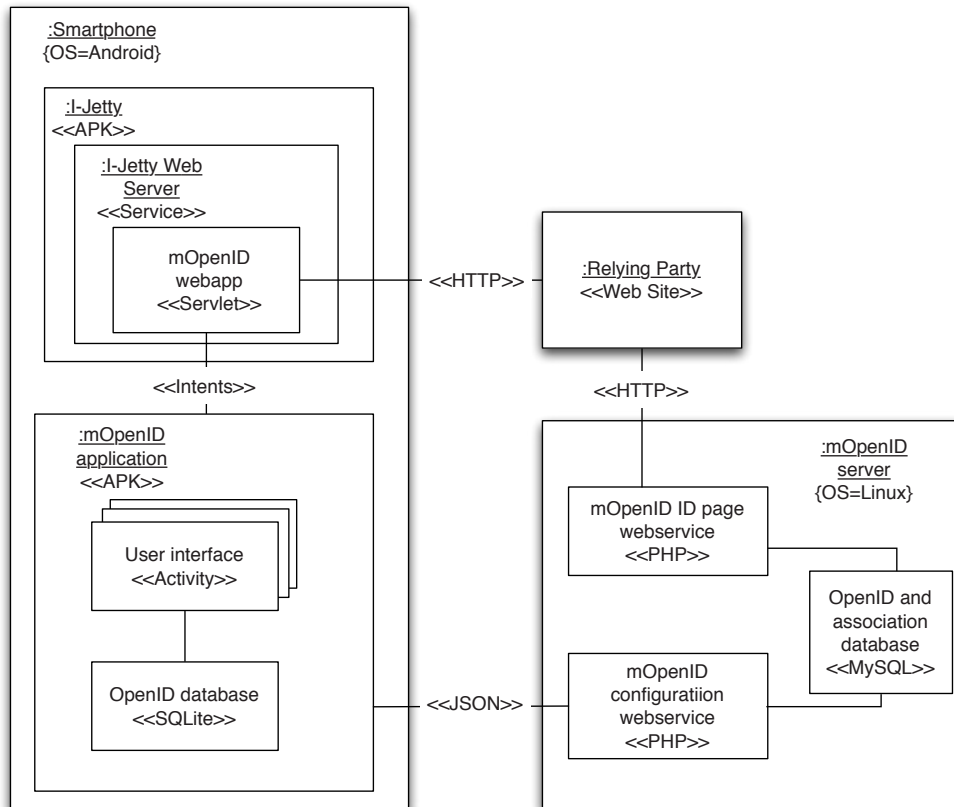 :Smartphone
{OS=Android}
:I-Jetty
<<APK>>
:I-Jetty Web
Server
<<Service>>
mOpenID
webapp
<<Servlet>>
<<HTTP>>
:Relying Party
<<Web Site>>
<<Intents>>
<<HTTP>>
:mOpenID
application
<<APK>>
User interface
<<Activity>>
OpenID database
<<SQLite>>
<<JSON>>
:mOpenID
server
{OS=Linux}
mOpenID ID page
webservice
<<PHP>>
OpenID and
association
database
<<MySQL>>
mOpenID
configuratiion
webservice
<<PHP>>